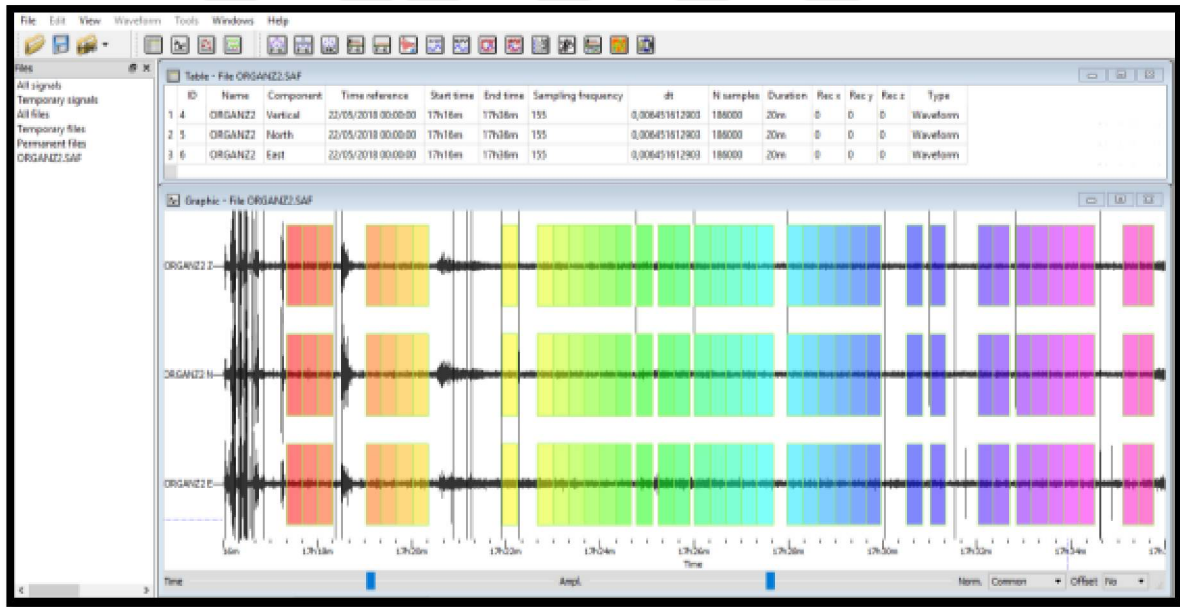 File Edit View Waveform Tools Windows Help
Files
All signals
Temporary signals
All files
Temporary files
Permanent files
ORGANZ2.SAF
Table - File ORGANZ2.SAF
ID Name Component Time reference Start time End time Sampling frequency dt N samples Duration Rec x Rec y Rec z Type
1 4 ORGANZ2 Vertical 22/05/2018 00:00:00 17h16m 17h36m 155 0,006451612903 186000 20m 0 0 0 Waveform
2 5 ORGANZ2 North 22/05/2018 00:00:00 17h16m 17h36m 155 0,006451612903 186000 20m 0 0 0 Waveform
3 6 ORGANZ2 East 22/05/2018 00:00:00 17h16m 17h36m 155 0,006451612903 186000 20m 0 0 0 Waveform
Graphic - File ORGANZ2.SAF
ORGANZ2 Z
ORGANZ2 N
ORGANZ2 E
16m 17h18m 17h20m 17h22m 17h24m 17h26m 17h28m 17h30m 17h32m 17h34m 17h
Time
Time Ampl. Norm. Common Offset No